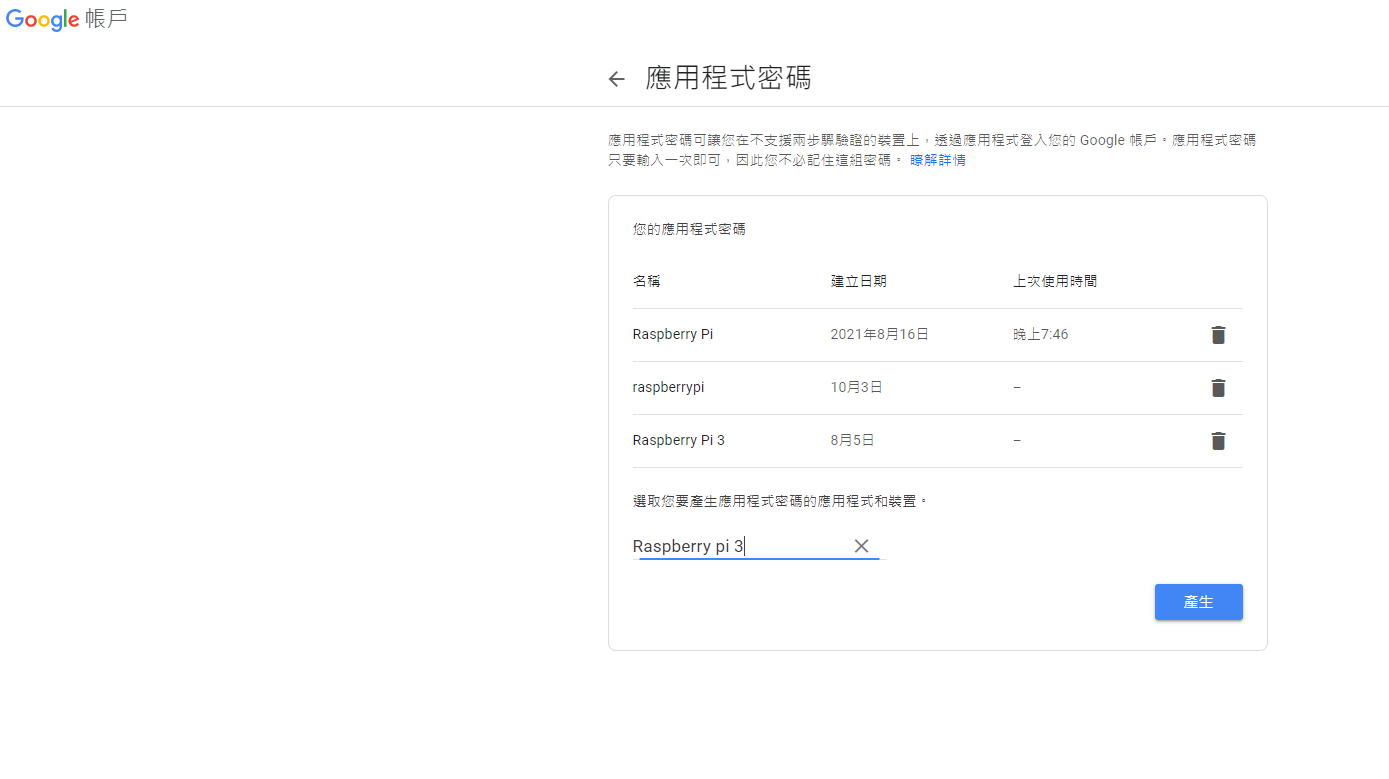 Google 帳戶
應用程式密碼
應用程式密碼可讓您在不支援兩步驟驗證的裝置上，透過應用程式登入您的 Google 帳戶。應用程式密碼
只要輸入一次即可，因此您不必記住這組密碼。 瞭解詳情
您的應用程式密碼
名稱 建立日期 上次使用時間
Raspberry Pi 2021年8月16日 晚上7:46
raspberrypi 10月3日 –
Raspberry Pi 3 8月5日 –
選取您要產生應用程式密碼的應用程式和裝置。
Raspberry pi 3
產生